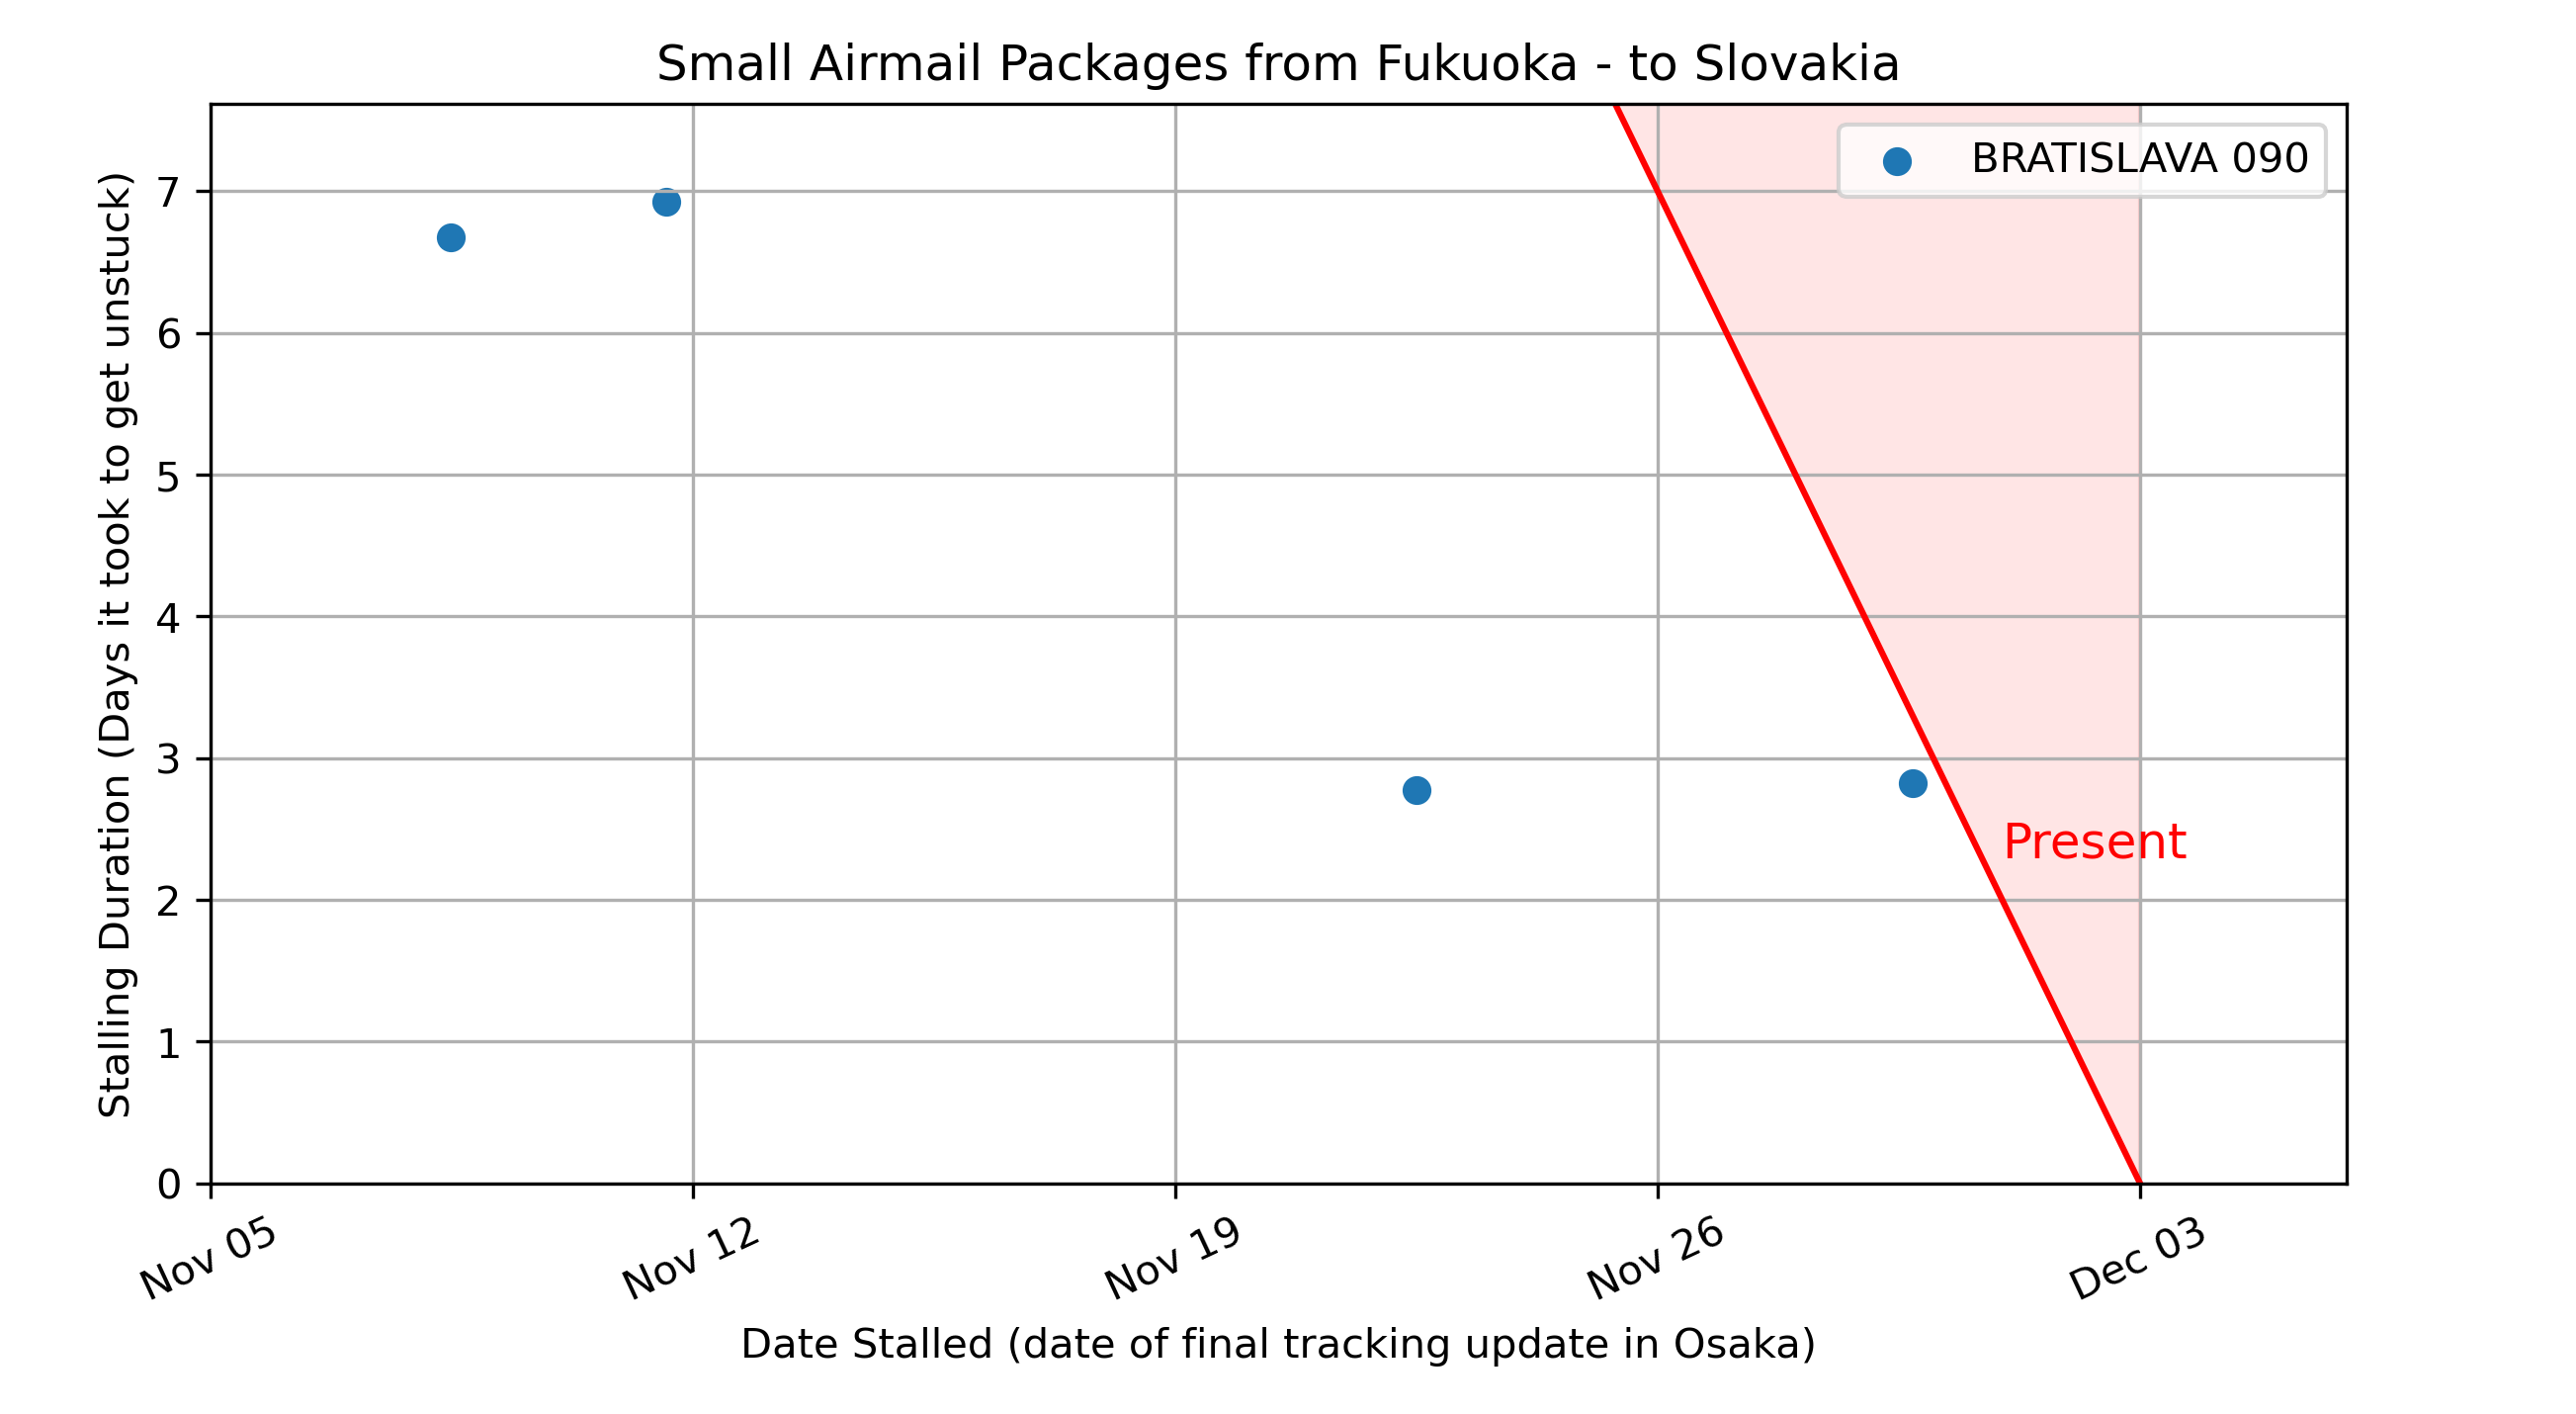 Small Airmail Packages from Fukuoka - to Slovakia
BRATISLAVA 090
Present
Stalling Duration (Days it took to get unstuck)
7
6
5
4
3
2
1
0
Nov 05
Nov 12
Nov 19
Nov 26
Dec 03
Date Stalled (date of final tracking update in Osaka)